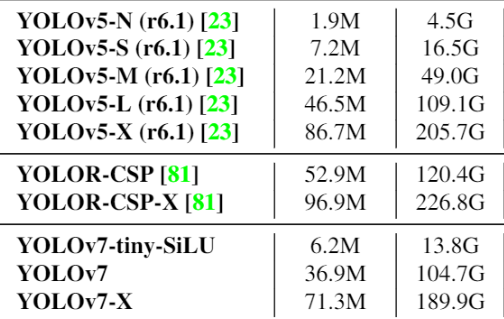 YOLOv5-N (r6.1) [23] 1.9M 4.5G
YOLOv5-S (r6.1) [23] 7.2M 16.5G
YOLOv5-M (r6.1) [23] 21.2M 49.0G
YOLOv5-L (r6.1) [23] 46.5M 109.1G
YOLOv5-X (r6.1) [23] 86.7M 205.7G
YOLOR-CSP [81] 52.9M 120.4G
YOLOR-CSP-X [81] 96.9M 226.8G
YOLOv7-tiny-SiLU 6.2M 13.8G
YOLOv7 36.9M 104.7G
YOLOv7-X 71.3M 189.9G